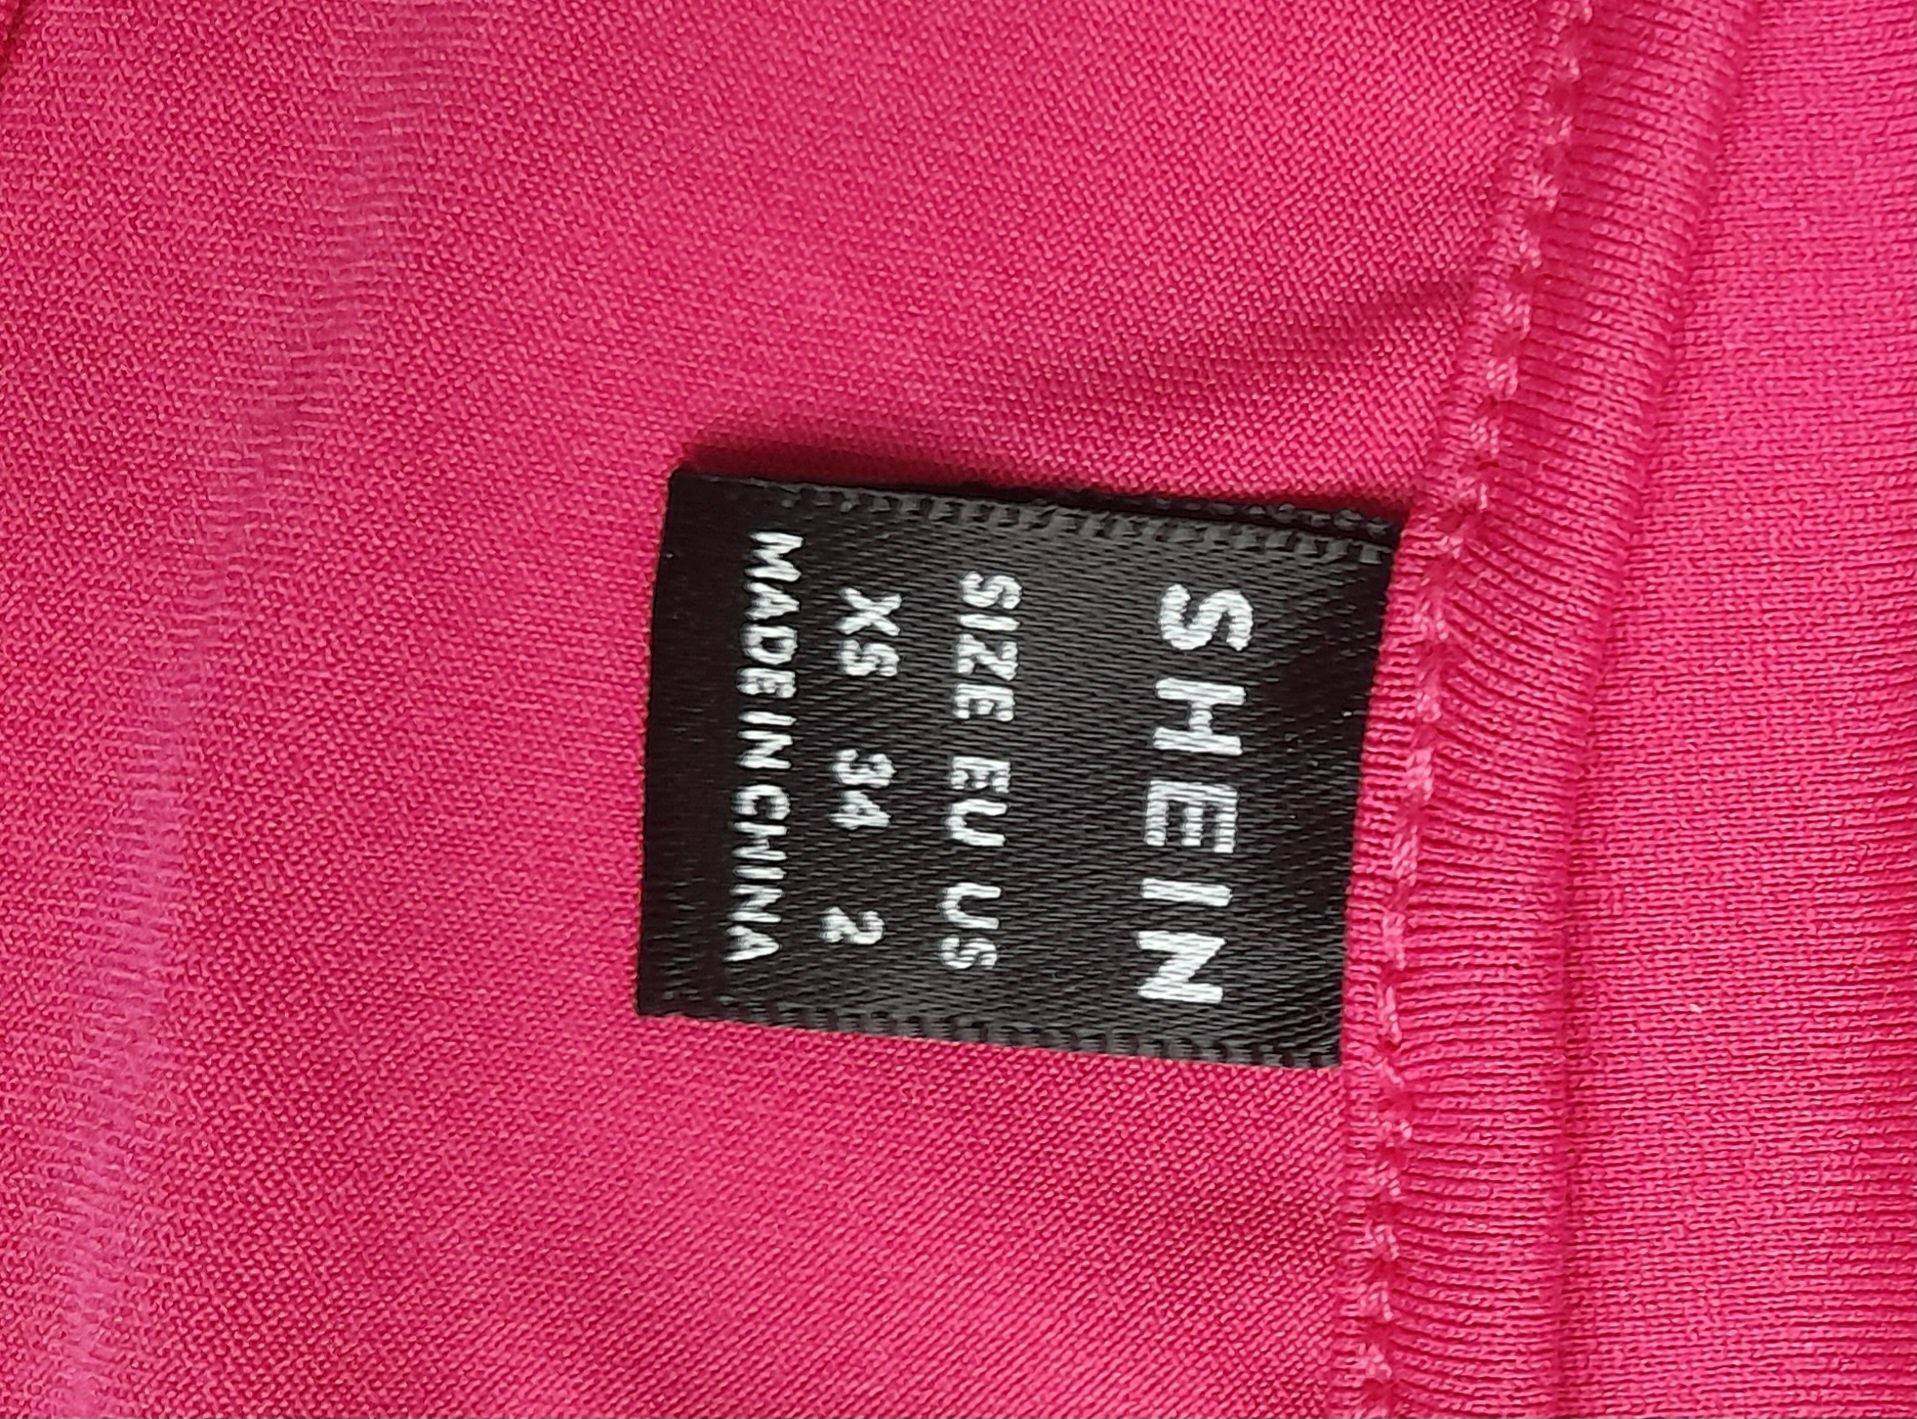 SHEIN
SIZE EU US
XS 34 2
MADE IN CHINA